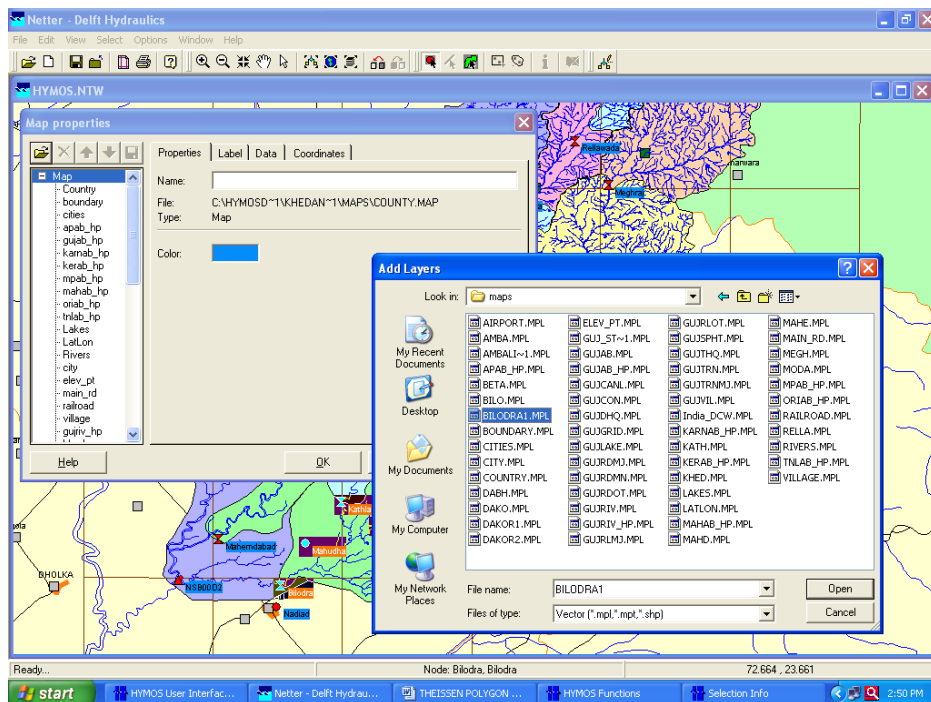 Netter - Delft Hydraulics
File Edit View Select Options Window Help
HYMOS.NTW
Map properties
Properties Label Data Coordinates
Map
Country
boundary
cities
apab_hp
gujab_hp
karnab_hp
kerab_hp
mpab_hp
mahab_hp
oriab_hp
tnlab_hp
Lakes
LatLon
Rivers
city
elev_pt
main_rd
railroad
village
gujriv_hp
Name:
File: C:\HYMOSD~1\KHEDAN~1\MAPS\COUNTY.MAP
Type: Map
Color:
Help
OK
Rellawada
Meghraj
Add Layers
Look in: maps
My Recent Documents
Desktop
My Documents
My Computer
My Network Places
AIRPORT.MPL
AMBA.MPL
AMBALI~1.MPL
APAB_HP.MPL
BETA.MPL
BILO.MPL
BILODRA1.MPL
BOUNDARY.MPL
CITIES.MPL
CITY.MPL
COUNTRY.MPL
DABH.MPL
DAKO.MPL
DAKOR1.MPL
DAKOR2.MPL
ELEV_PT.MPL
GUJ_ST~1.MPL
GUJAB.MPL
GUJAB_HP.MPL
GUJCANL.MPL
GUJCON.MPL
GUJDHQ.MPL
GUJGRID.MPL
GUJLAKE.MPL
GUJRDMJ.MPL
GUJRDMN.MPL
GUJRDOT.MPL
GUJRIV.MPL
GUJRIV_HP.MPL
GUJRLMJ.MPL
GUJRLOT.MPL
GUJSPHT.MPL
GUJTHQ.MPL
GUJTRN.MPL
GUJTRNMJ.MPL
GUJVIL.MPL
India_DCW.MPL
KARNAB_HP.MPL
KATH.MPL
KERAB_HP.MPL
KHED.MPL
LAKES.MPL
LATLON.MPL
MAHAB_HP.MPL
MAHD.MPL
MAHE.MPL
MAIN_RD.MPL
MEGH.MPL
MODA.MPL
MPAB_HP.MPL
ORIAB_HP.MPL
RAILROAD.MPL
RELLA.MPL
RIVERS.MPL
TNLAB_HP.MPL
VILLAGE.MPL
File name: BILODRA1
Open
Files of type: Vector (*.mpl,*.mpt,*.shp)
Cancel
Kathla
Mahemdabad
Mahudha
DHOLKA
NSB00D2
Bilodra
Nadiad
Ready... Node: Bilodra, Bilodra 72.664 , 23.661
start HYMOS User Interfac... Netter - Delft Hydrau... THEISSEN POLYGON ... HYMOS Functions Selection Info 2:50 PM